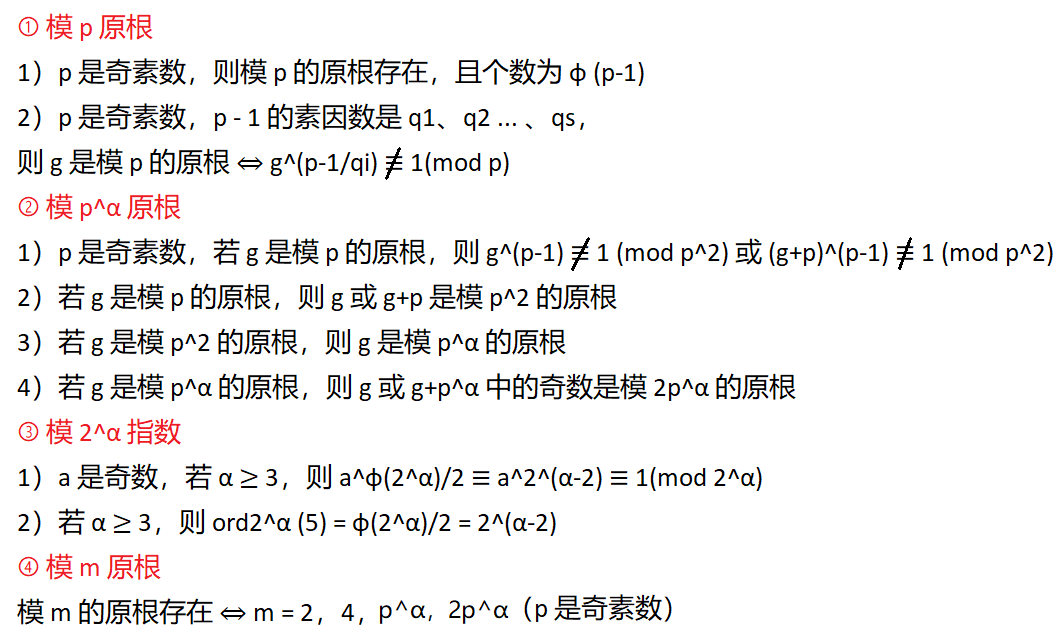 ① 模 p 原根
1）p 是奇素数，则模 p 的原根存在，且个数为 φ (p-1)
2）p 是奇素数，p - 1 的素因数是 q1、q2 ... 、qs，
则 g 是模 p 的原根 ⇔ g^(p-1/qi) ≢ 1(mod p)
② 模 p^α 原根
1）p 是奇素数，若 g 是模 p 的原根，则 g^(p-1) ≢ 1 (mod p^2) 或 (g+p)^(p-1) ≢ 1 (mod p^2)
2）若 g 是模 p 的原根，则 g 或 g+p 是模 p^2 的原根
3）若 g 是模 p^2 的原根，则 g 是模 p^α 的原根
4）若 g 是模 p^α 的原根，则 g 或 g+p^α 中的奇数是模 2p^α 的原根
③ 模 2^α 指数
1）a 是奇数，若 α ≥ 3，则 a^φ(2^α)/2 ≡ a^2^(α-2) ≡ 1(mod 2^α)
2）若 α ≥ 3，则 ord2^α (5) = φ(2^α)/2 = 2^(α-2)
④ 模 m 原根
模 m 的原根存在 ⇔ m = 2，4，p^α，2p^α（p 是奇素数）